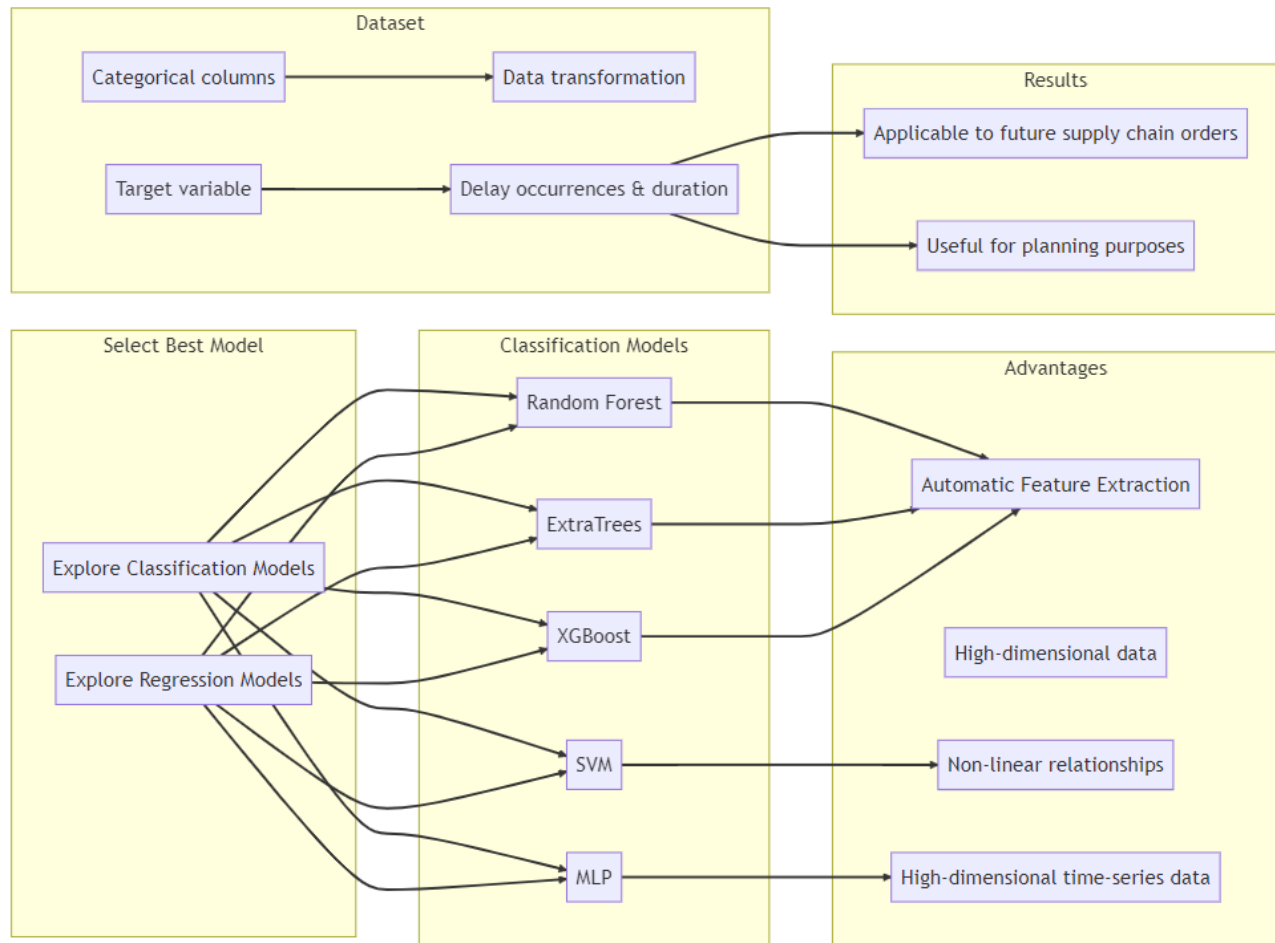 Dataset
Categorical columns
Data transformation
Target variable
Delay occurrences & duration
Results
Applicable to future supply chain orders
Useful for planning purposes
Select Best Model
Explore Classification Models
Explore Regression Models
Classification Models
Random Forest
ExtraTrees
XGBoost
SVM
MLP
Advantages
Automatic Feature Extraction
High-dimensional data
Non-linear relationships
High-dimensional time-series data